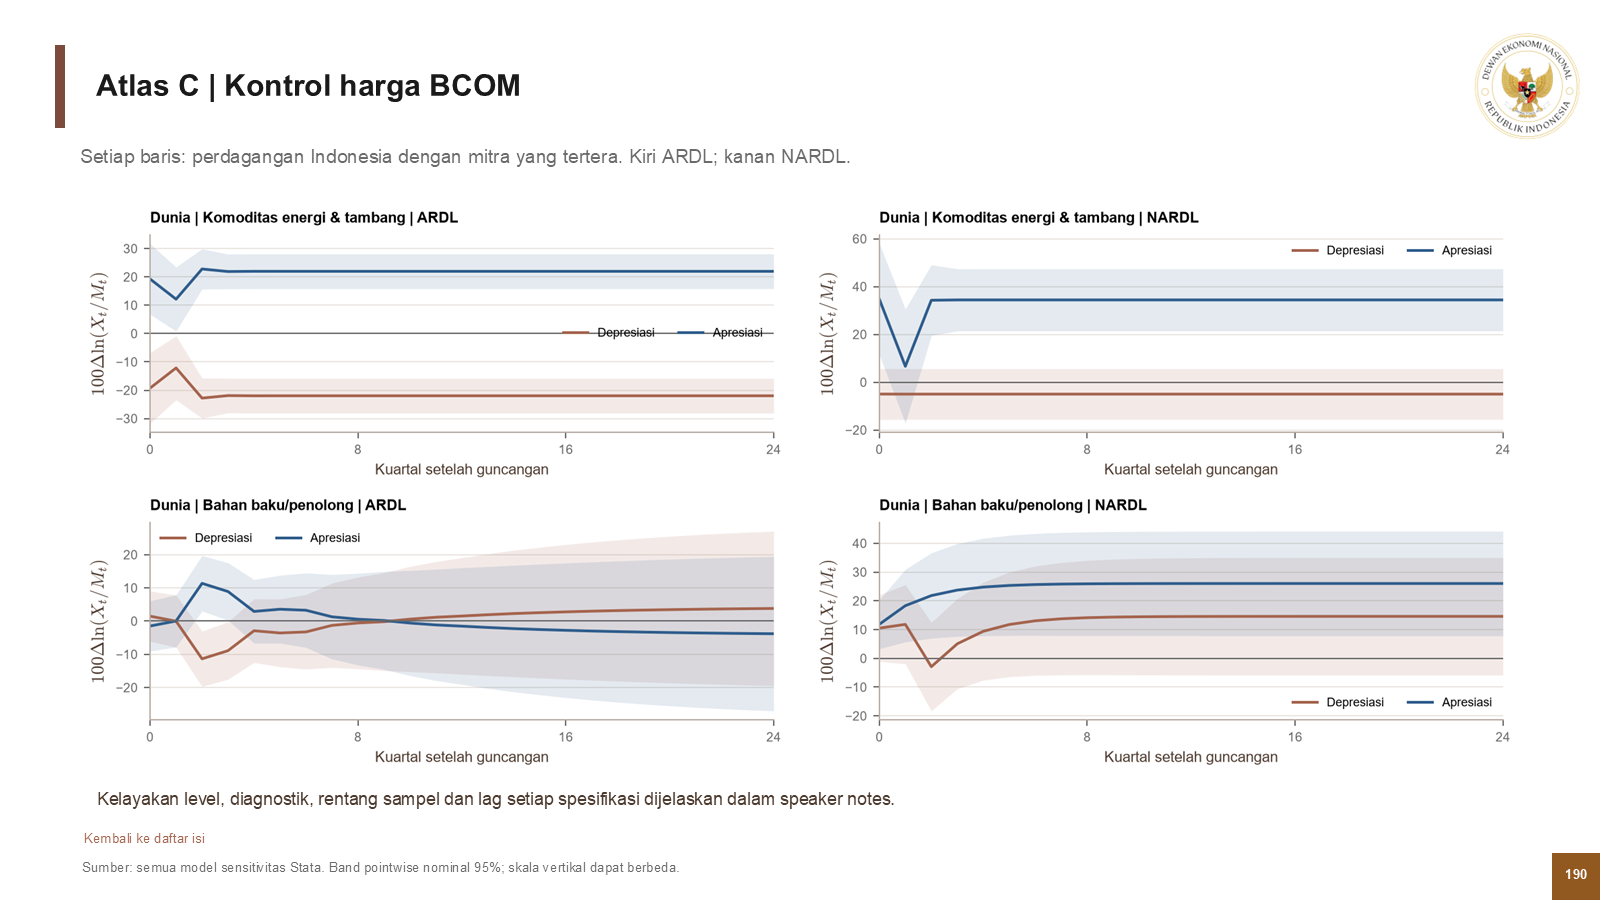 Atlas C | Kontrol harga BCOM
DEWAN EKONOMI NASIONAL
REPUBLIK INDONESIA
Setiap baris: perdagangan Indonesia dengan mitra yang tertera. Kiri ARDL; kanan NARDL.
Dunia | Komoditas energi & tambang | ARDL
100Δln(Xₜ/Mₜ)
30
20
10
0
−10
−20
−30
Depresiasi
Apresiasi
0
8
16
24
Kuartal setelah guncangan
Dunia | Komoditas energi & tambang | NARDL
100Δln(Xₜ/Mₜ)
60
40
20
0
−20
Depresiasi
Apresiasi
0
8
16
24
Kuartal setelah guncangan
Dunia | Bahan baku/penolong | ARDL
100Δln(Xₜ/Mₜ)
20
10
0
−10
−20
Depresiasi
Apresiasi
0
8
16
24
Kuartal setelah guncangan
Dunia | Bahan baku/penolong | NARDL
100Δln(Xₜ/Mₜ)
40
30
20
10
0
−10
−20
Depresiasi
Apresiasi
0
8
16
24
Kuartal setelah guncangan
Kelayakan level, diagnostik, rentang sampel dan lag setiap spesifikasi dijelaskan dalam speaker notes.
Kembali ke daftar isi
Sumber: semua model sensitivitas Stata. Band pointwise nominal 95%; skala vertikal dapat berbeda.
190